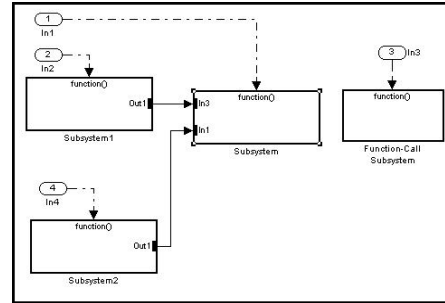 1
In1
2
In2
function()
Out1
Subsystem1
function()
In3
In1
Subsystem
3
In3
function()
Function-Call
Subsystem
4
In4
function()
Out1
Subsystem2